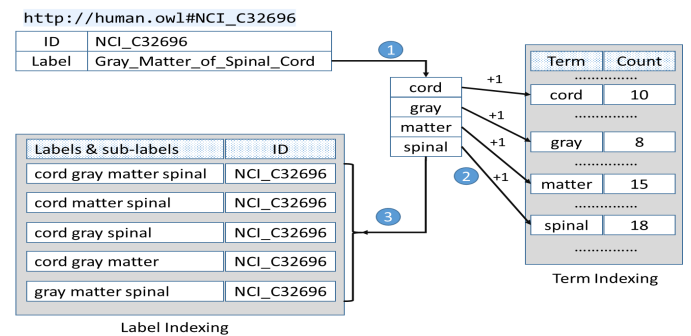 http://human.owl#NCI_C32696
ID NCI_C32696
Label Gray_Matter_of_Spinal_Cord
1
cord
gray
matter
spinal
+1
+1
+1
+1
2
3
Term Count
...............
cord 10
...............
gray 8
...............
matter 15
...............
spinal 18
...............
Term Indexing
Labels & sub-labels ID
cord gray matter spinal NCI_C32696
cord matter spinal NCI_C32696
cord gray spinal NCI_C32696
cord gray matter NCI_C32696
gray matter spinal NCI_C32696
Label Indexing